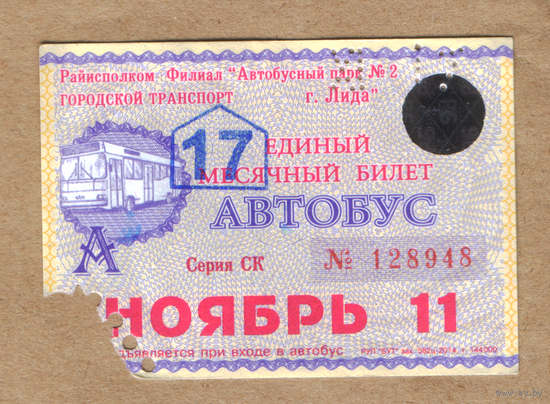 Райисполком Филиал "Автобусный парк № 2
ГОРОДСКОЙ ТРАНСПОРТ г. Лида"
17
ЕДИНЫЙ
МЕСЯЧНЫЙ БИЛЕТ
АВТОБУС
А
Серия СК № 128948
НОЯБРЬ 11
ъявляется при входе в автобус